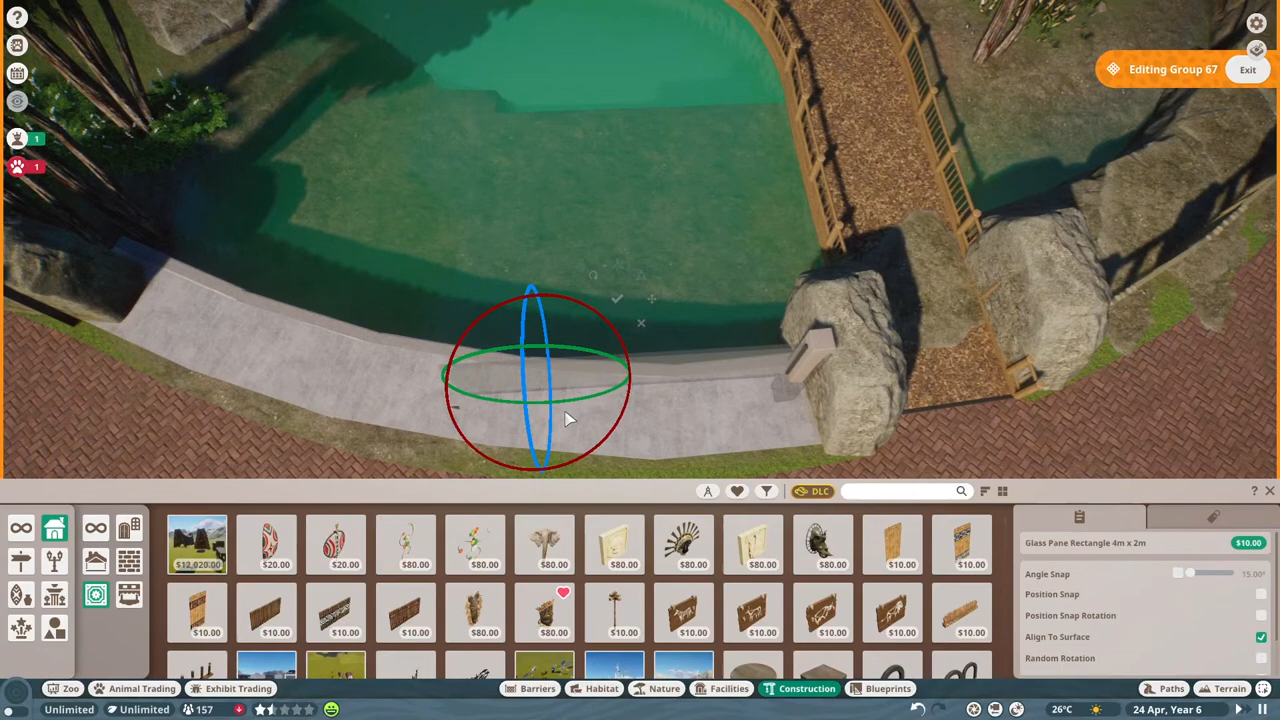 Editing Group 67
Exit
1
1
DLC
?
$12,020.00
$20.00
$20.00
$80.00
$80.00
$80.00
$80.00
$80.00
$80.00
$80.00
$10.00
$10.00
$10.00
$10.00
$10.00
$10.00
$80.00
$80.00
$10.00
$10.00
$10.00
$10.00
$10.00
$10.00
Glass Pane Rectangle 4m x 2m
$10.00
Angle Snap
15.00°
Position Snap
Position Snap Rotation
Align To Surface
Random Rotation
Zoo
Animal Trading
Exhibit Trading
Barriers
Habitat
Nature
Facilities
Construction
Blueprints
Paths
Terrain
Unlimited
Unlimited
157
26°C
24 Apr, Year 6